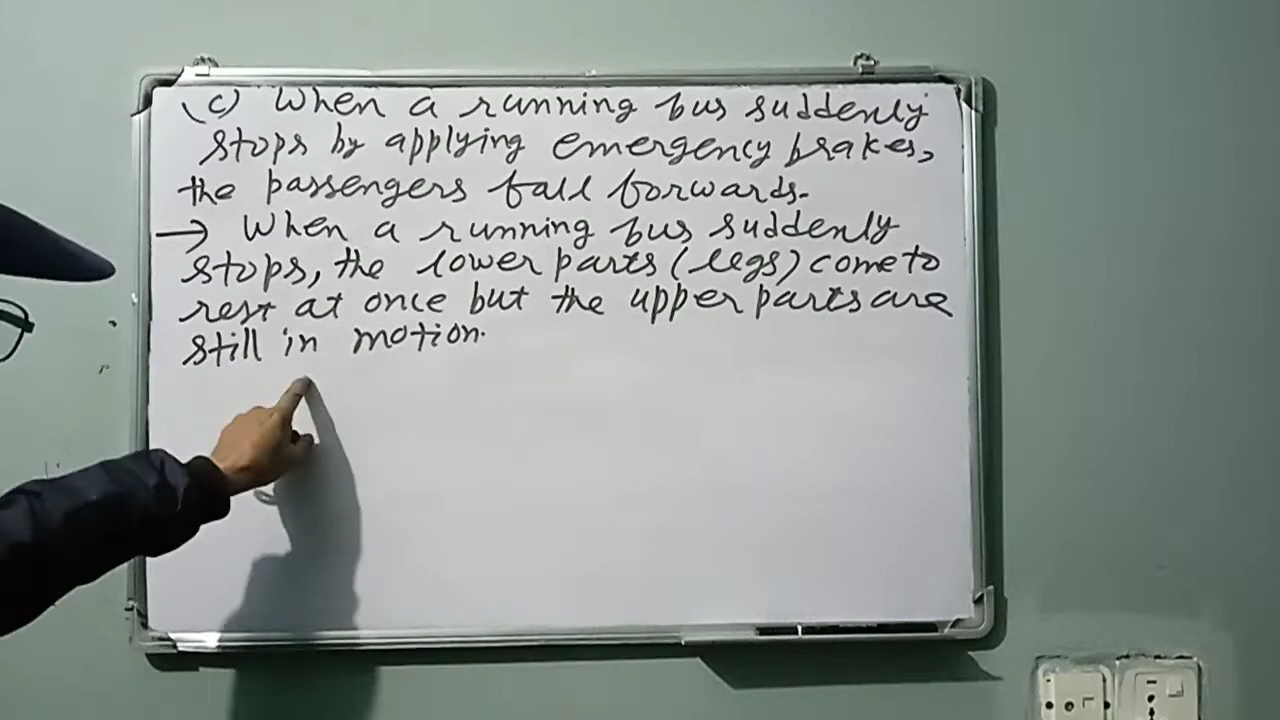 (c) When a running bus suddenly
stops by applying emergency brakes,
the passengers fall forwards.
→ When a running bus suddenly
stops, the lower parts (legs) come to
rest at once but the upper parts are
still in motion.